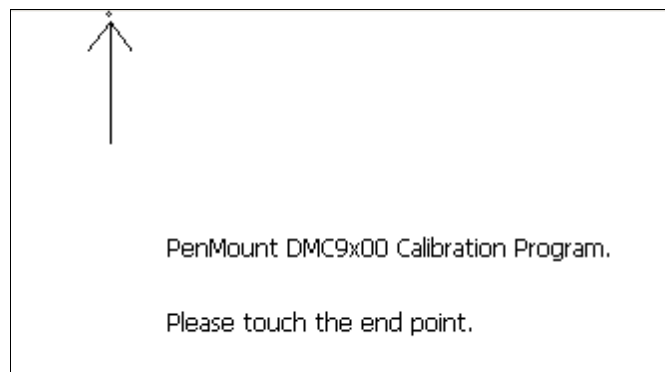 PenMount DMC9x00 Calibration Program.
Please touch the end point.